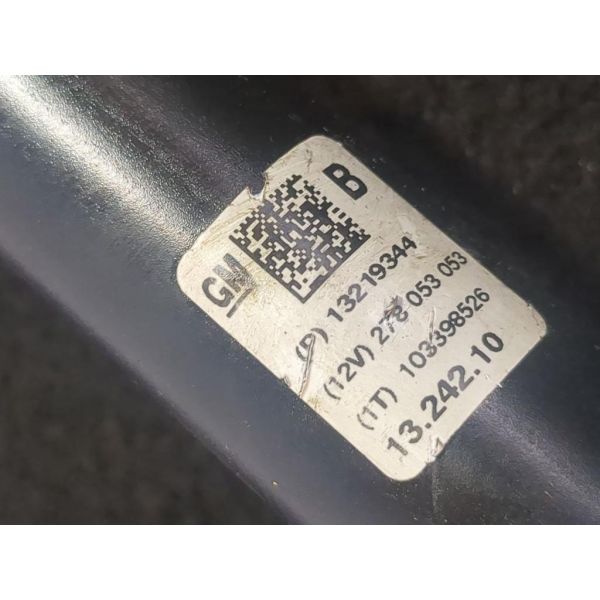 GM
B
(P) 13219344
(12V) 278 053 053
(1T) 103398526
13.242.10